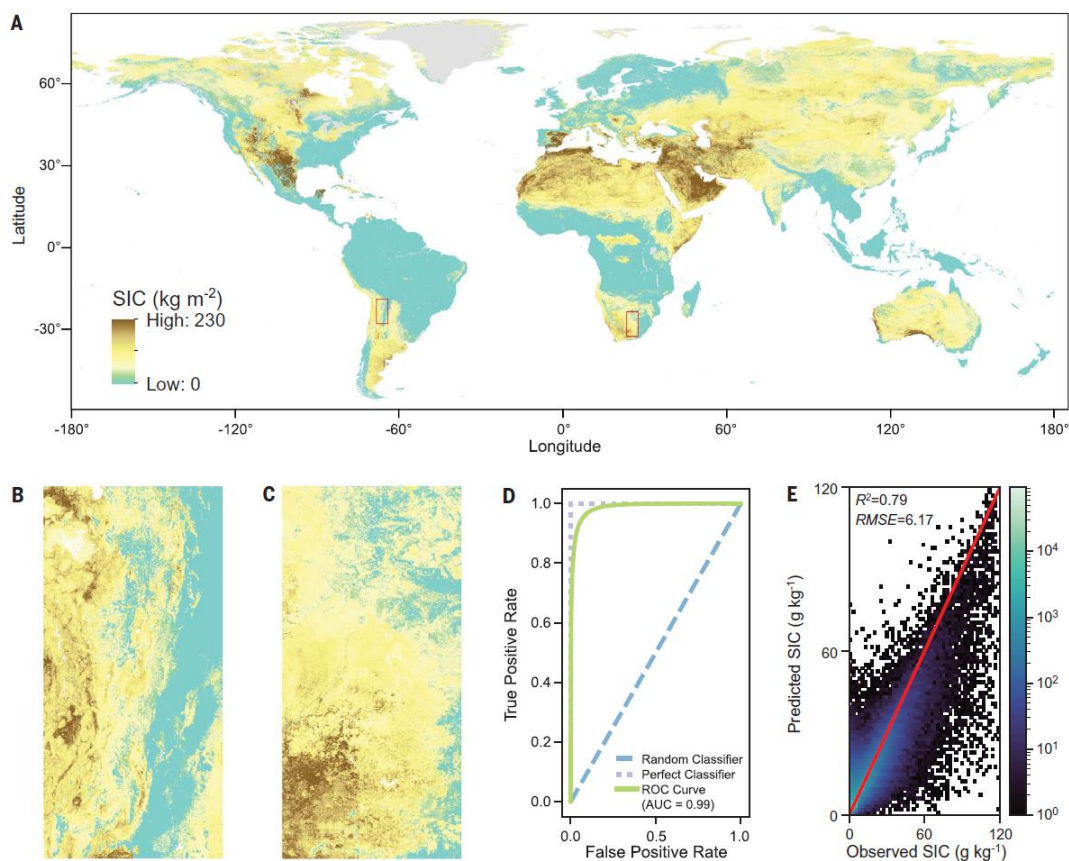 A
60°
30°
0°
-30°
Latitude
SIC (kg m⁻²)
High: 230
Low: 0
-180°
-120°
-60°
0°
60°
120°
180°
Longitude
B
C
D
1.0
0.8
0.6
0.4
0.2
0.0
True Positive Rate
Random Classifier
Perfect Classifier
ROC Curve
(AUC = 0.99)
0.0
0.5
1.0
False Positive Rate
E
R²=0.79
RMSE=6.17
120
60
0
Predicted SIC (g kg⁻¹)
0
60
120
Observed SIC (g kg⁻¹)
10⁴
10³
10²
10¹
10⁰